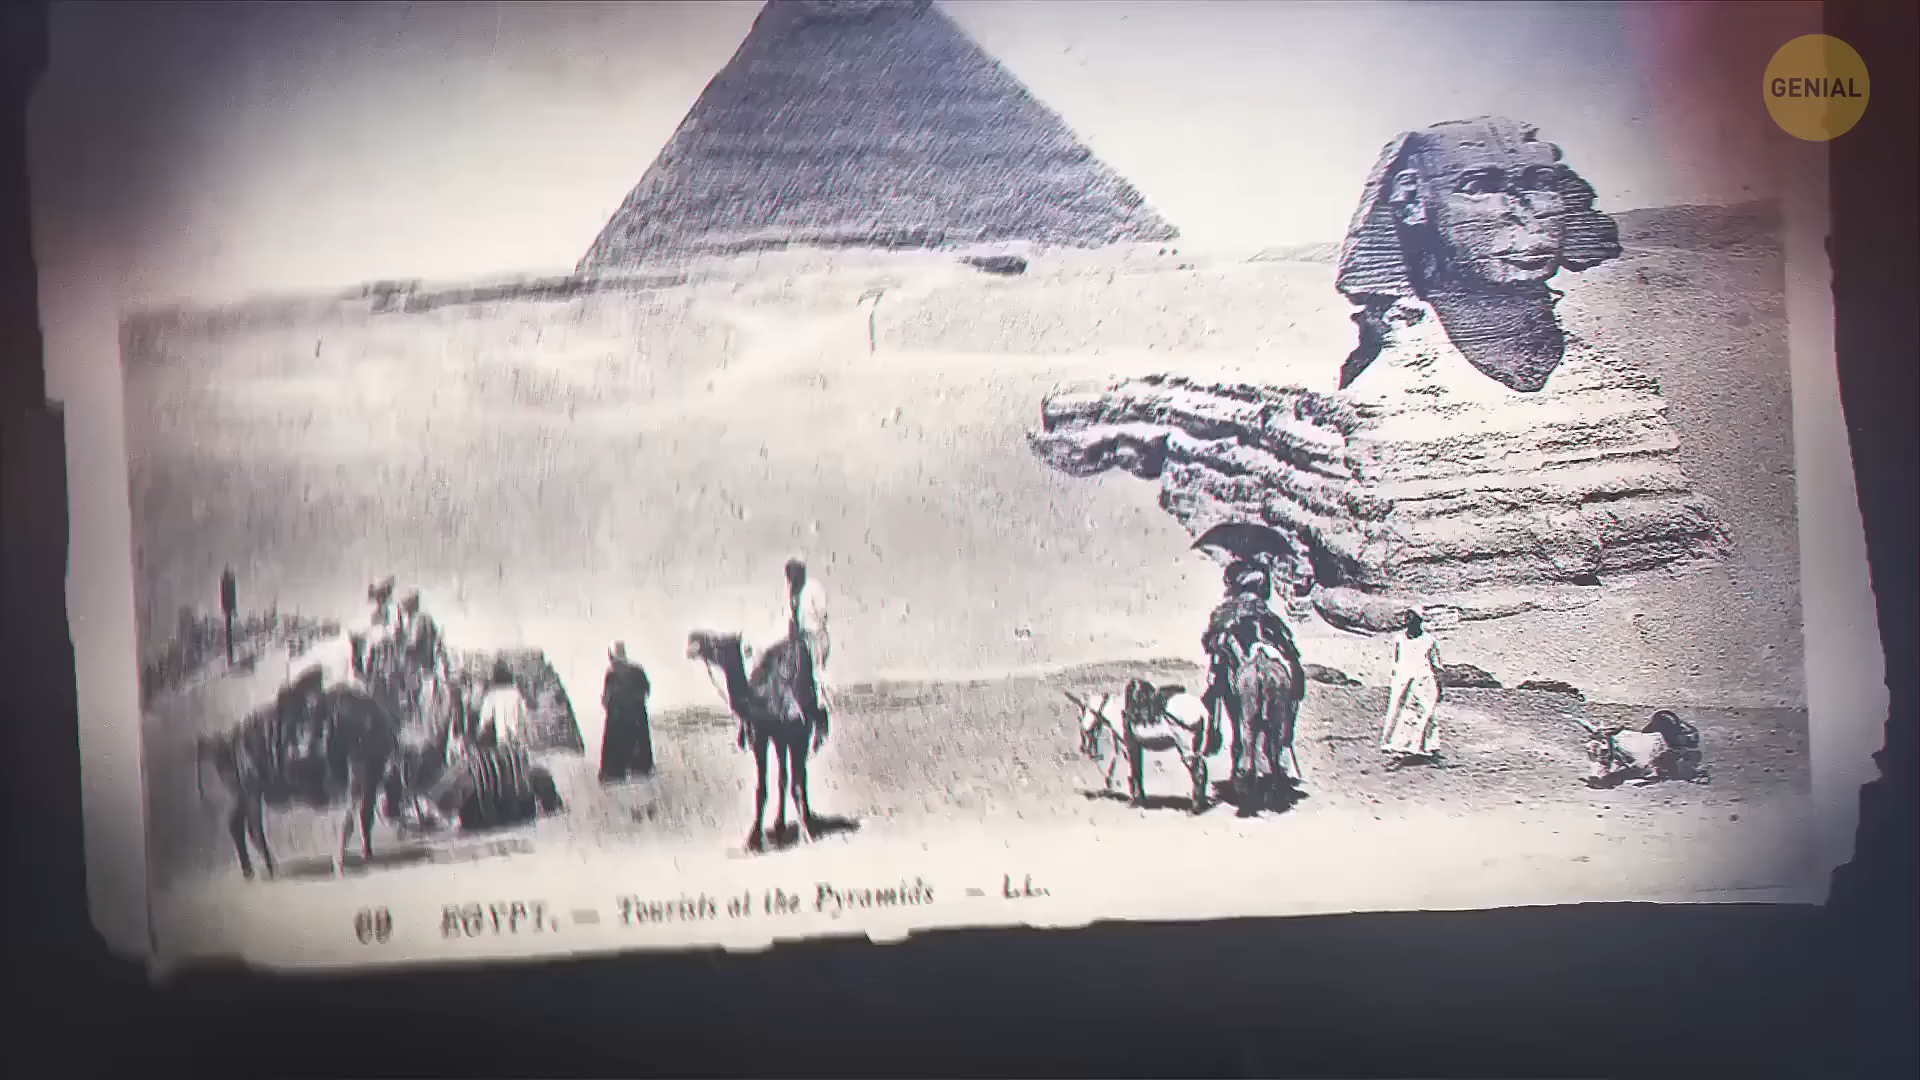 GENIAL
EGYPT. — Tourists at the Pyramids — LL.